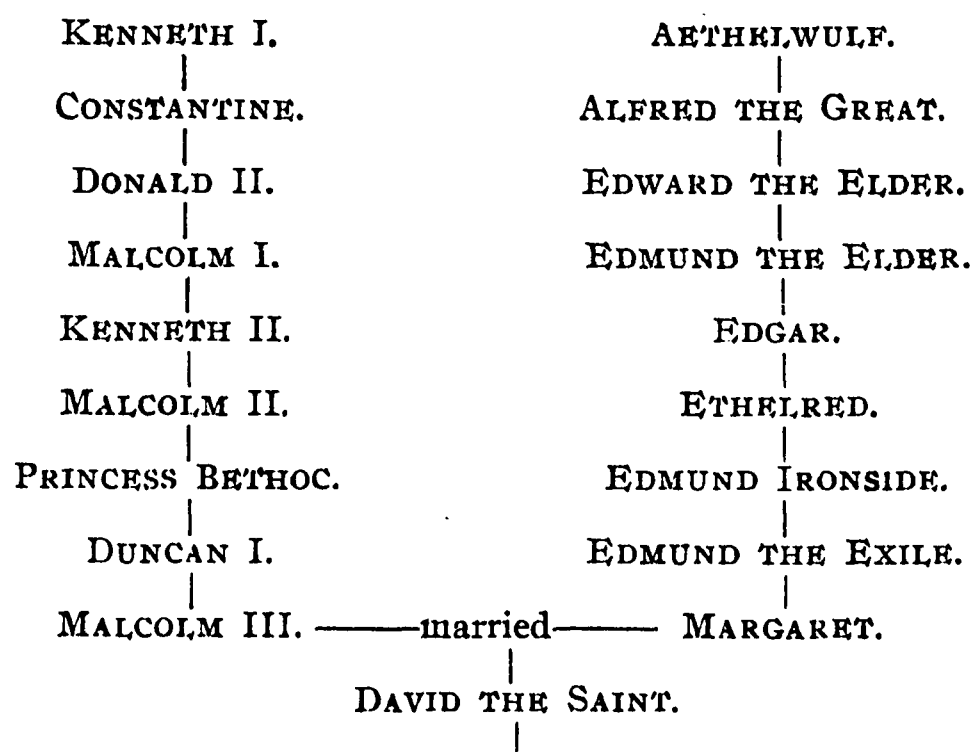 KENNETH I. AETHELWULF.
CONSTANTINE. ALFRED THE GREAT.
DONALD II. EDWARD THE ELDER.
MALCOLM I. EDMUND THE ELDER.
KENNETH II. EDGAR.
MALCOLM II. ETHELRED.
PRINCESS BETHOC. EDMUND IRONSIDE.
DUNCAN I. EDMUND THE EXILE.
MALCOLM III. married MARGARET.
DAVID THE SAINT.